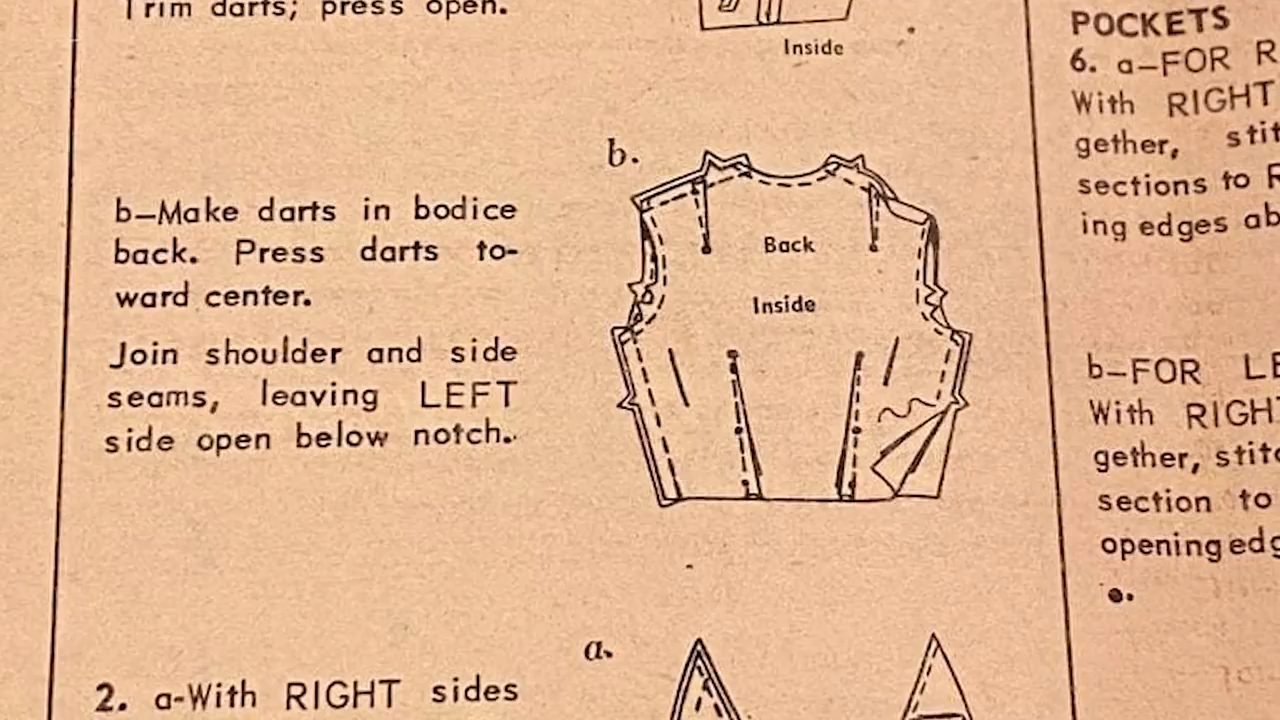 Trim darts; press open.
Inside
b—Make darts in bodice
back. Press darts to-
ward center.
Join shoulder and side
seams, leaving LEFT
side open below notch.
b.
Back
Inside
2. a-With RIGHT sides
a.
POCKETS
6. a—FOR R
With RIGHT
gether, stit
sections to R
ing edges ab
b—FOR LE
With RIGHT
gether, stitc
section to
opening edg